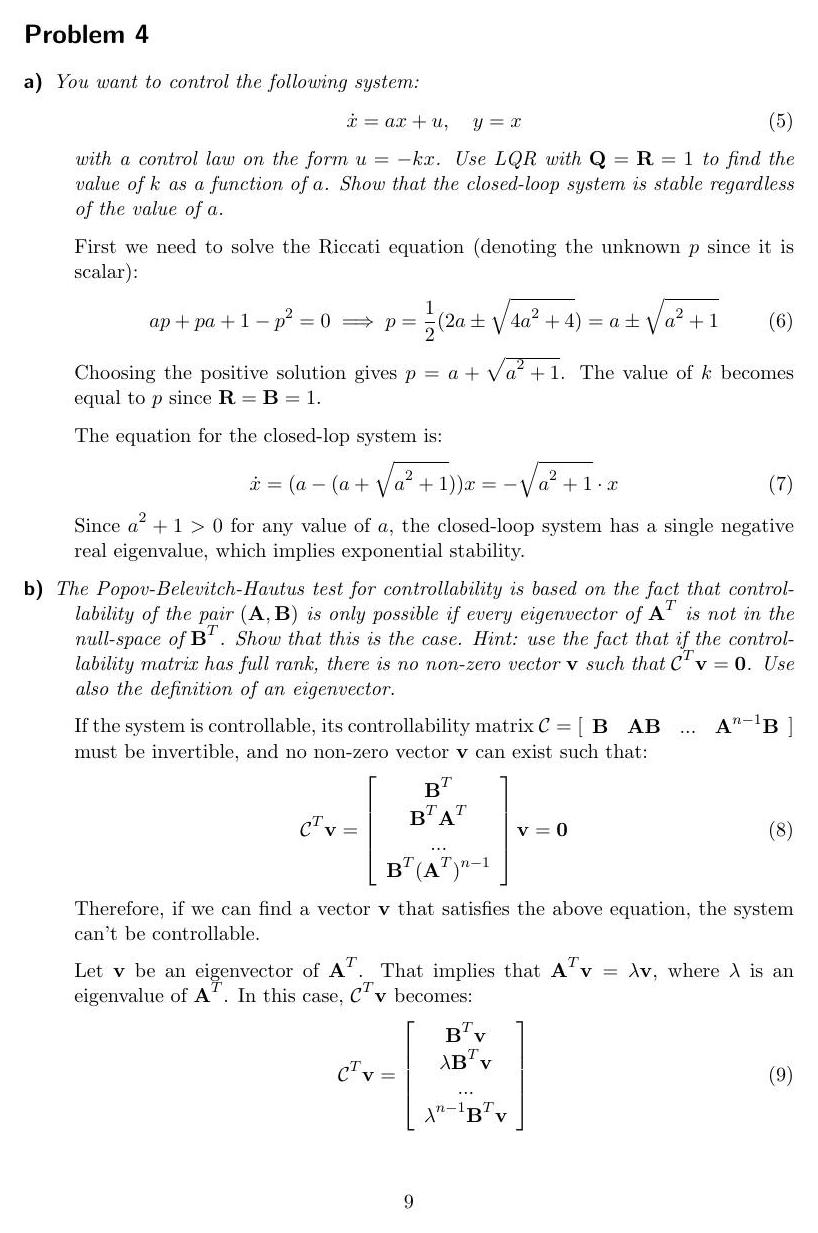 Problem 4
a) You want to control the following system:
ẋ = ax + u, y = x (5)
with a control law on the form u = −kx. Use LQR with Q = R = 1 to find the
value of k as a function of a. Show that the closed-loop system is stable regardless
of the value of a.
First we need to solve the Riccati equation (denoting the unknown p since it is
scalar):
ap + pa + 1 − p² = 0 ⟹ p = 1/2(2a ± √(4a² + 4)) = a ± √(a² + 1) (6)
Choosing the positive solution gives p = a + √(a² + 1). The value of k becomes
equal to p since R = B = 1.
The equation for the closed-lop system is:
ẋ = (a − (a + √(a² + 1)))x = −√(a² + 1) · x (7)
Since a² + 1 > 0 for any value of a, the closed-loop system has a single negative
real eigenvalue, which implies exponential stability.
b) The Popov-Belevitch-Hautus test for controllability is based on the fact that control-
lability of the pair (A, B) is only possible if every eigenvector of Aᵀ is not in the
null-space of Bᵀ. Show that this is the case. Hint: use the fact that if the control-
lability matrix has full rank, there is no non-zero vector v such that 𝒞ᵀv = 0. Use
also the definition of an eigenvector.
If the system is controllable, its controllability matrix 𝒞 = [ B AB ... Aⁿ⁻¹B ]
must be invertible, and no non-zero vector v can exist such that:
Bᵀ
BᵀAᵀ
𝒞ᵀv = [ ... ] v = 0 (8)
Bᵀ(Aᵀ)ⁿ⁻¹
Therefore, if we can find a vector v that satisfies the above equation, the system
can't be controllable.
Let v be an eigenvector of Aᵀ. That implies that Aᵀv = λv, where λ is an
eigenvalue of Aᵀ. In this case, 𝒞ᵀv becomes:
Bᵀv
λBᵀv
𝒞ᵀv = [ ... ] (9)
λⁿ⁻¹Bᵀv
9